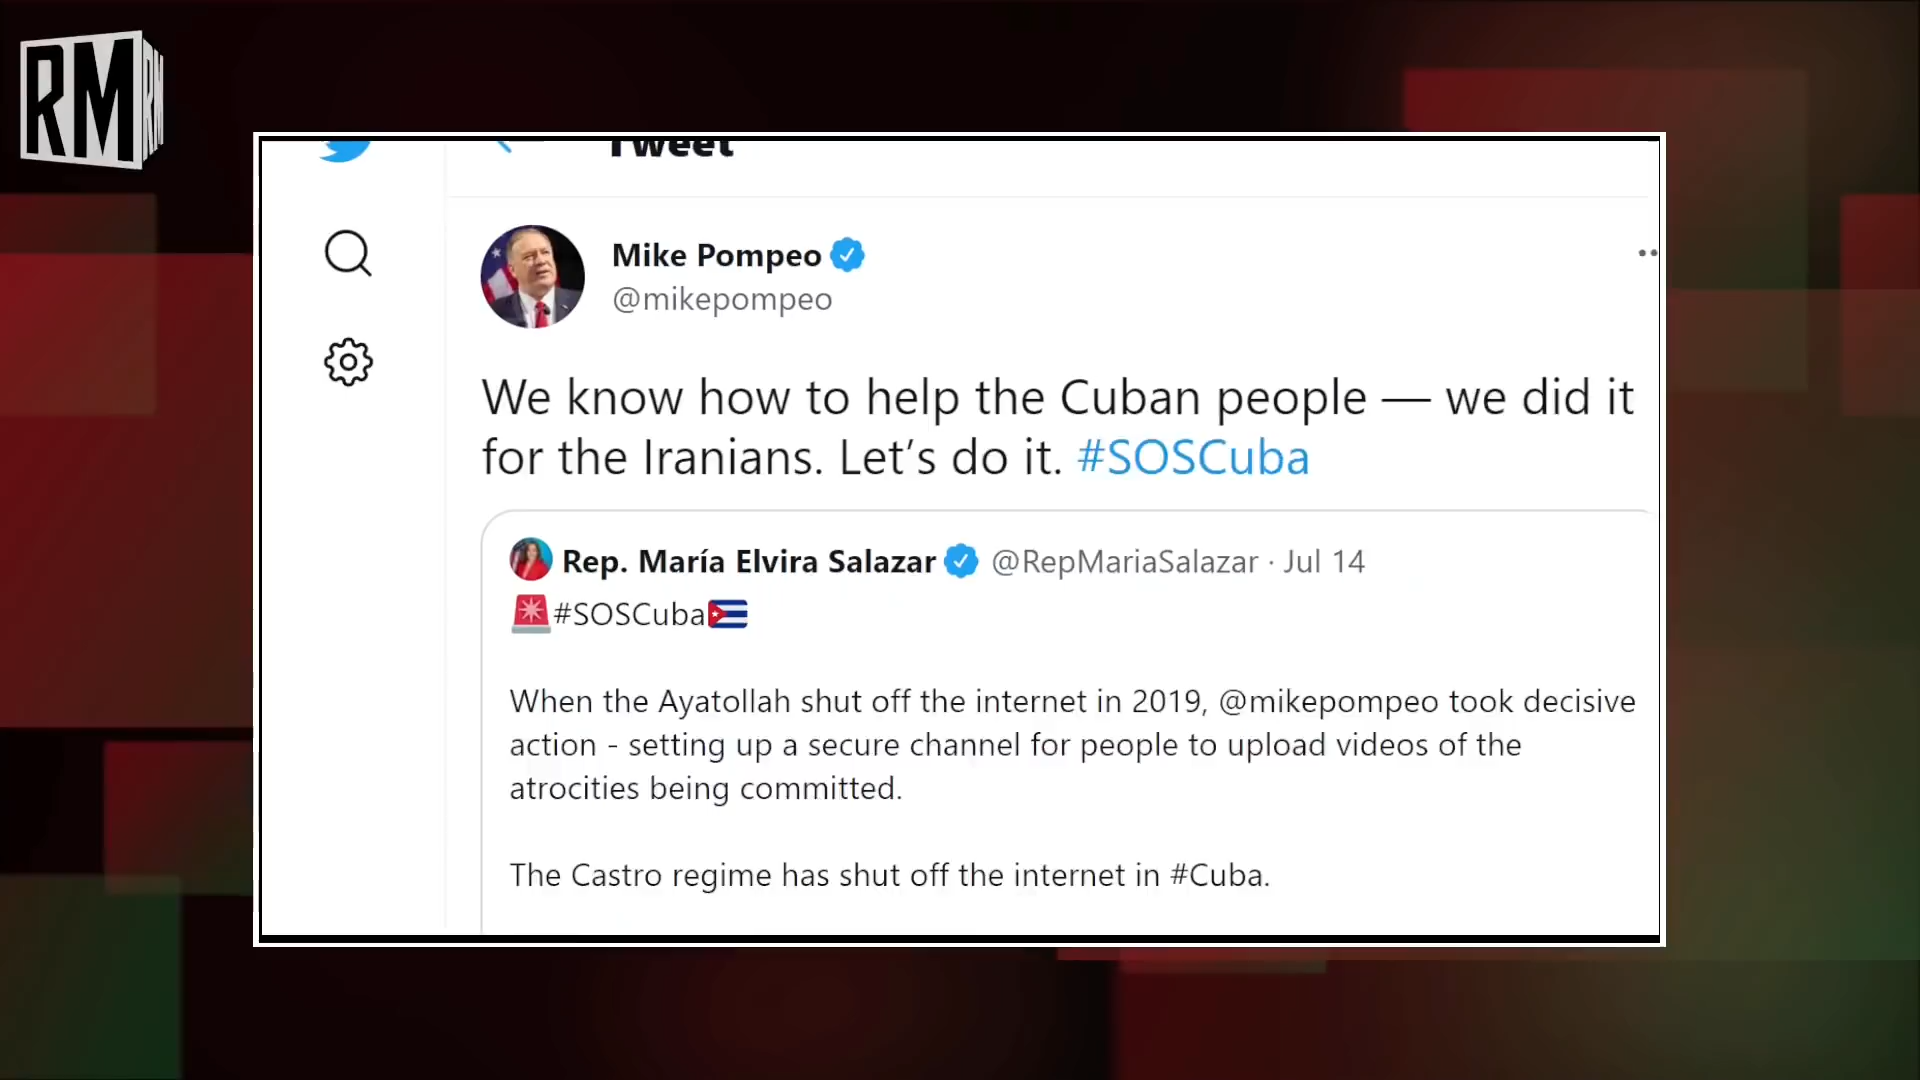 RM RM
Tweet
Mike Pompeo
@mikepompeo
We know how to help the Cuban people — we did it
for the Iranians. Let’s do it. #SOSCuba
Rep. María Elvira Salazar @RepMariaSalazar · Jul 14
#SOSCuba
When the Ayatollah shut off the internet in 2019, @mikepompeo took decisive
action - setting up a secure channel for people to upload videos of the
atrocities being committed.
The Castro regime has shut off the internet in #Cuba.